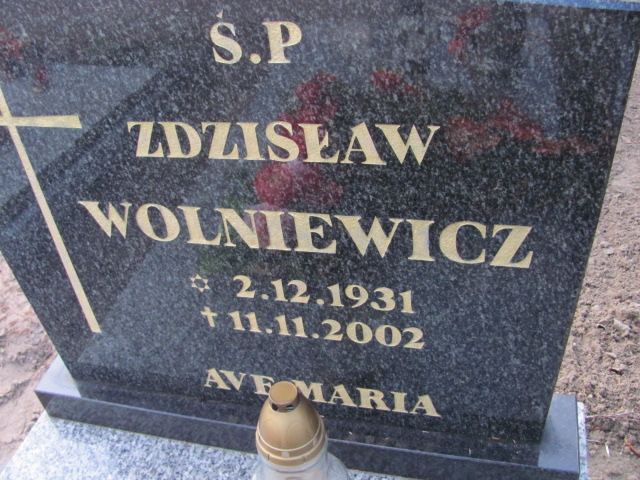 Ś.P
ZDZISŁAW
WOLNIEWICZ
✡ 2.12.1931
† 11.11.2002
AVE MARIA